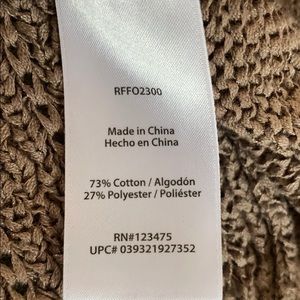 RFFO2300
Made in China
Hecho en China
73% Cotton / Algodón
27% Polyester / Poliéster
RN#123475
UPC# 039321927352